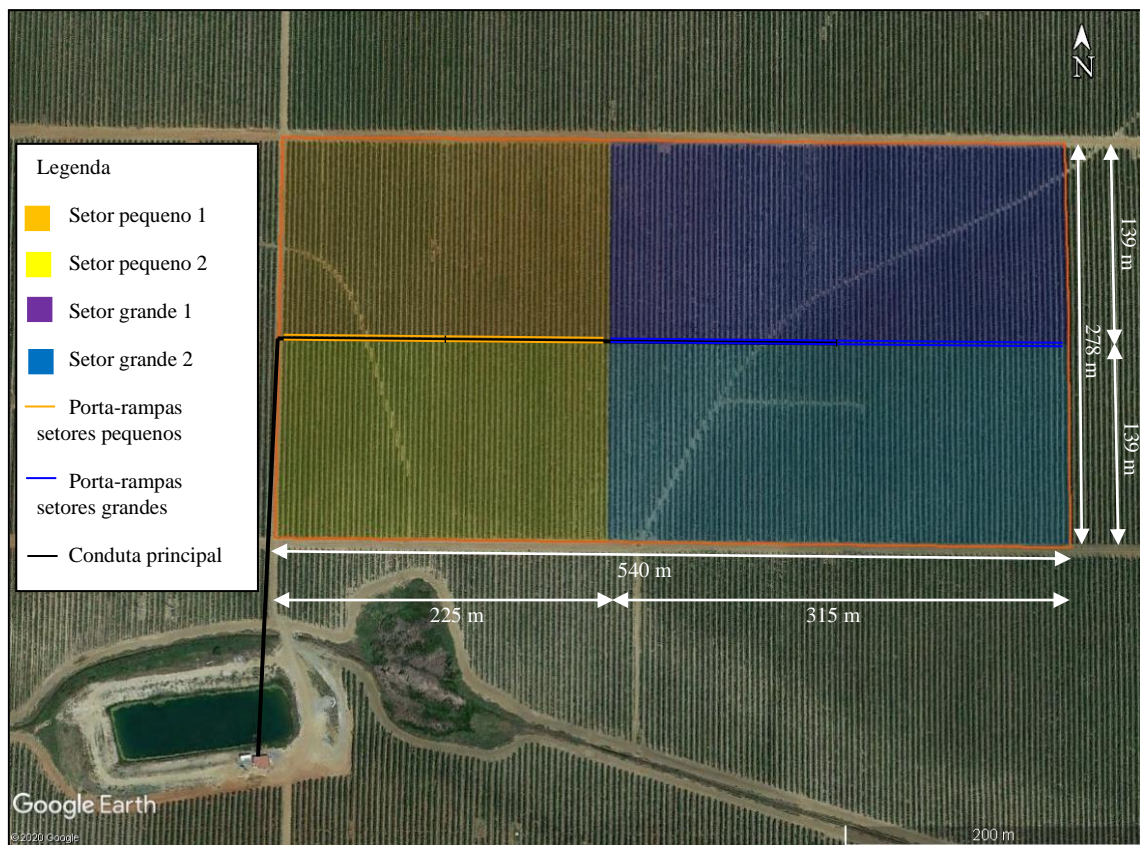 N
Legenda
Setor pequeno 1
Setor pequeno 2
Setor grande 1
Setor grande 2
Porta-rampas
setores pequenos
Porta-rampas
setores grandes
Conduta principal
139 m
278 m
139 m
540 m
225 m
315 m
Google Earth
©2020 Google
200 m